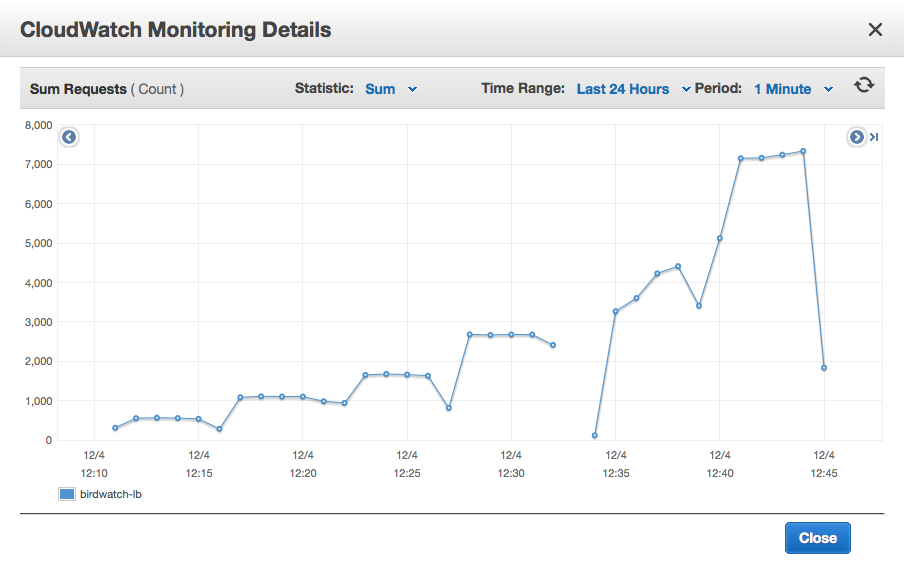 CloudWatch Monitoring Details
Sum Requests ( Count ) Statistic: Sum Time Range: Last 24 Hours Period: 1 Minute
8,000
7,000
6,000
5,000
4,000
3,000
2,000
1,000
0
12/4 12/4 12/4 12/4 12/4 12/4 12/4 12/4
12:10 12:15 12:20 12:25 12:30 12:35 12:40 12:45
birdwatch-lb
Close